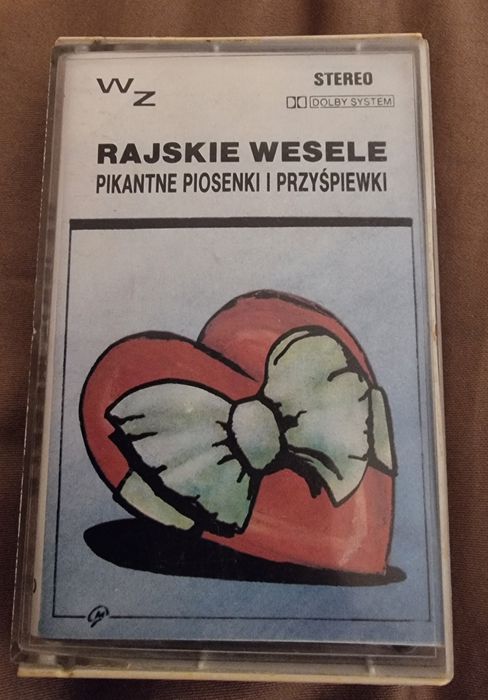 WZ
STEREO
DOLBY SYSTEM
RAJSKIE WESELE
PIKANTNE PIOSENKI I PRZYŚPIEWKI